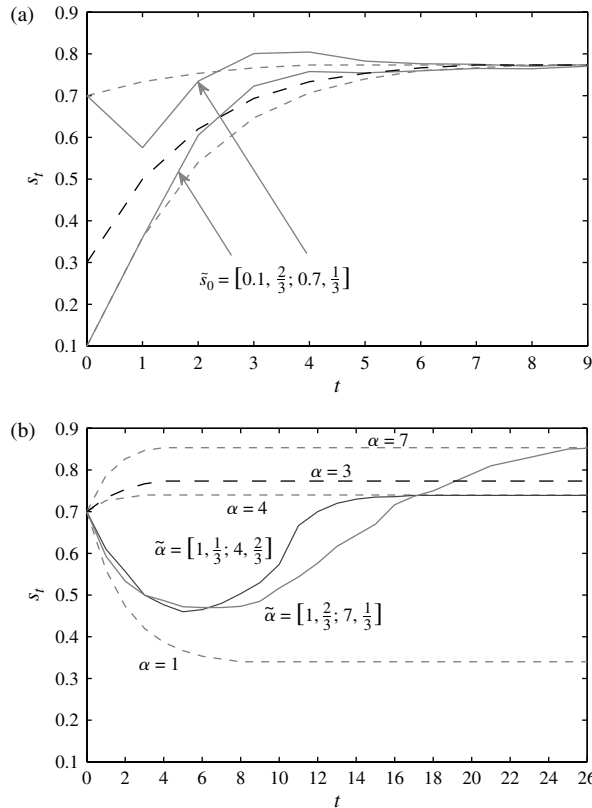 (a)
0.9
0.8
0.7
0.6
0.5
0.4
0.3
0.2
0.1
s_t
s̃_0 = [0.1, 2/3; 0.7, 1/3]
0 1 2 3 4 5 6 7 8 9
t
(b)
0.9
0.8
0.7
0.6
0.5
0.4
0.3
0.2
0.1
s_t
α = 7
α = 3
α = 4
α̃ = [1, 1/3; 4, 2/3]
α̃ = [1, 2/3; 7, 1/3]
α = 1
0 2 4 6 8 10 12 14 16 18 20 22 24 26
t